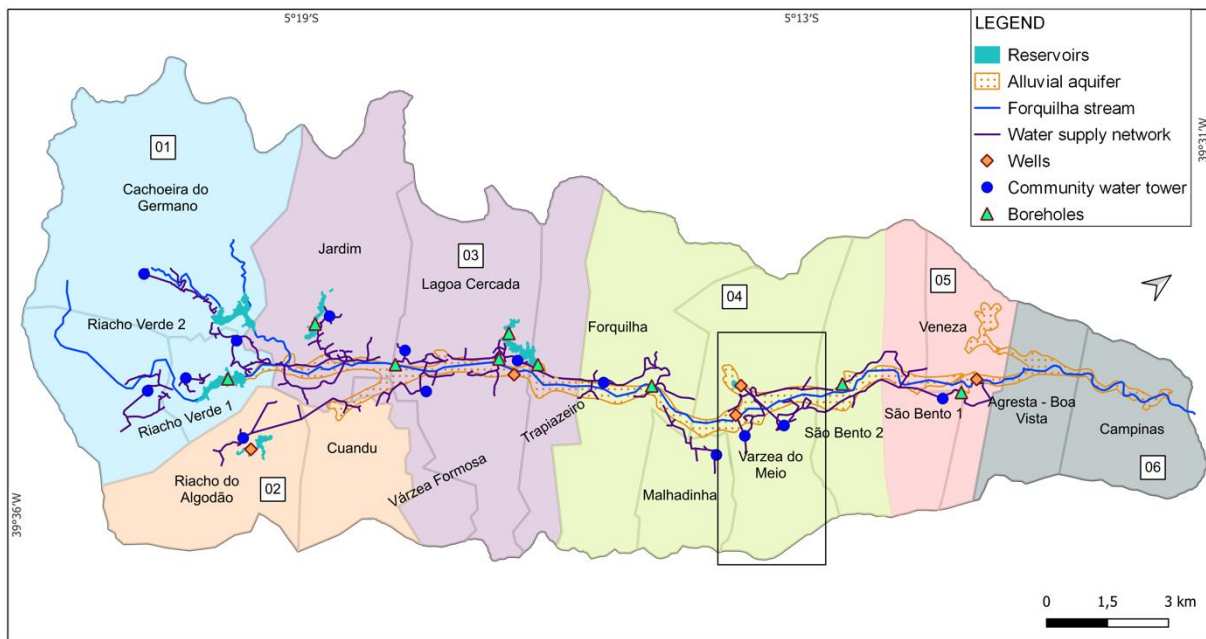 5°19'S
5°13'S
LEGEND
Reservoirs
Alluvial aquifer
Forquilha stream
Water supply network
Wells
Community water tower
Boreholes
39°31'W
39°36'W
01
Cachoeira do
Germano
Jardim
03
Lagoa Cercada
04
05
Riacho Verde 2
Forquilha
Veneza
Riacho Verde 1
Trapiazeiro
São Bento 1
Agresta - Boa
Vista
Campinas
São Bento 2
Cuandu
Várzea Formosa
Varzea do
Meio
Riacho do
Algodão
02
Malhadinha
06
0 1,5 3 km